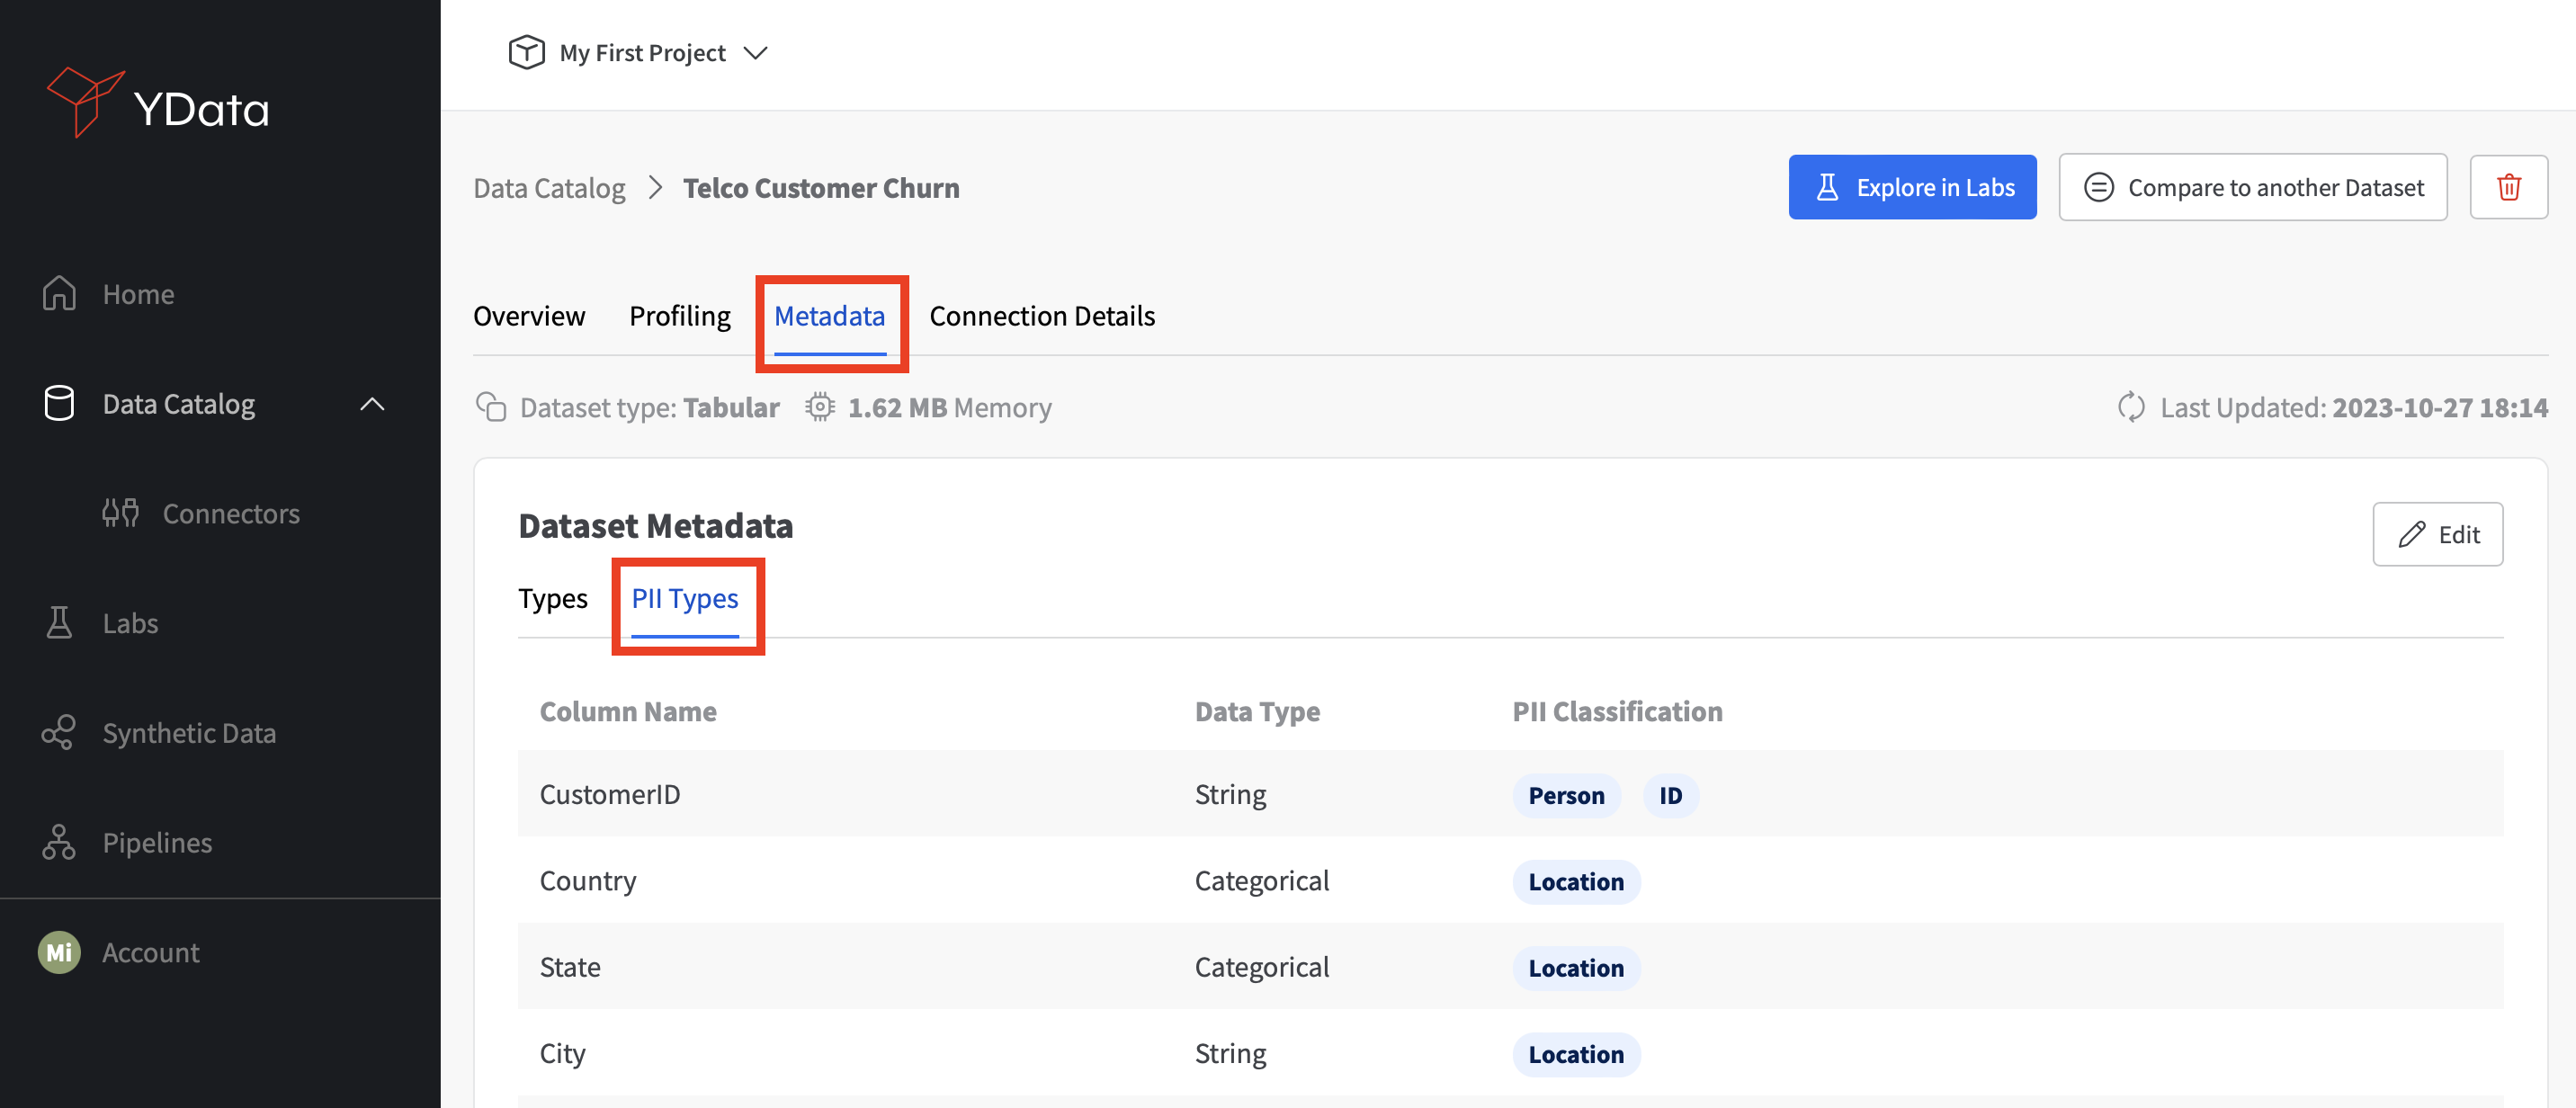 YData
Home
Data Catalog
Connectors
Labs
Synthetic Data
Pipelines
Mi Account
My First Project
Data Catalog Telco Customer Churn
Explore in Labs
Compare to another Dataset
Overview Profiling Metadata Connection Details
Dataset type: Tabular 1.62 MB Memory
Last Updated: 2023-10-27 18:14
Dataset Metadata
Edit
Types PII Types
Column Name Data Type PII Classification
CustomerID String Person ID
Country Categorical Location
State Categorical Location
City String Location